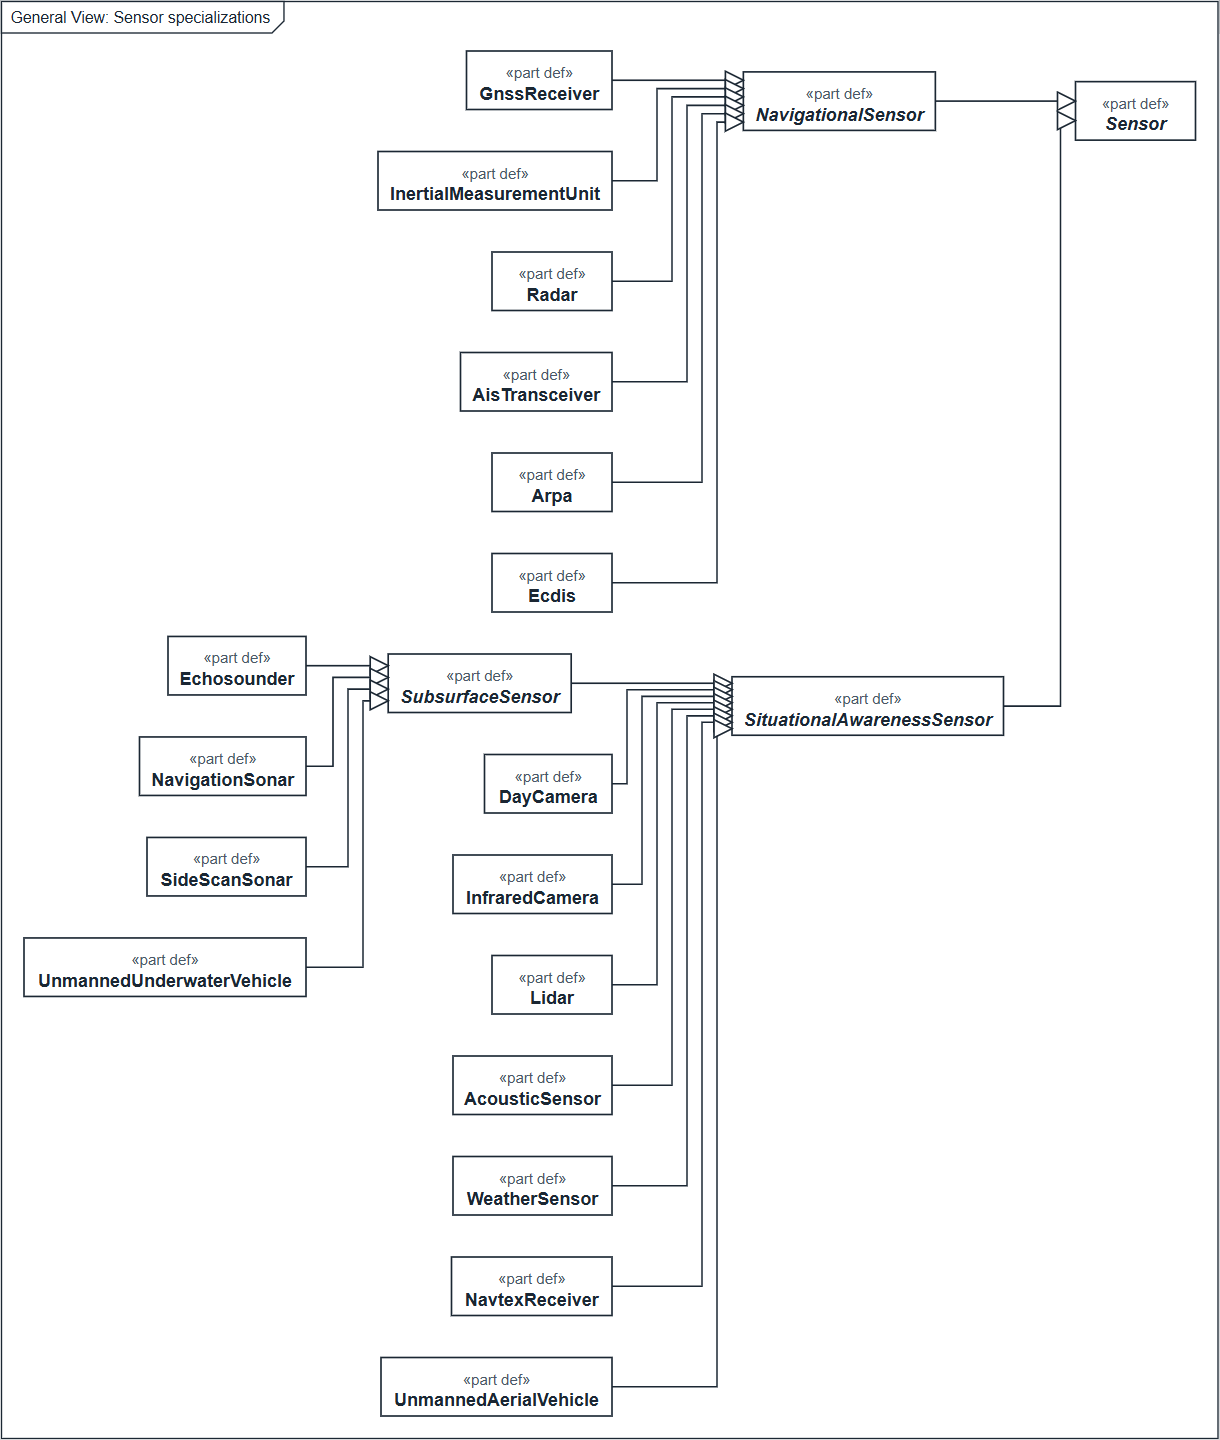 General View: Sensor specializations
«part def»
GnssReceiver
«part def»
NavigationalSensor
«part def»
Sensor
«part def»
InertialMeasurementUnit
«part def»
Radar
«part def»
AisTransceiver
«part def»
Arpa
«part def»
Ecdis
«part def»
Echosounder
«part def»
SubsurfaceSensor
«part def»
SituationalAwarenessSensor
«part def»
NavigationSonar
«part def»
DayCamera
«part def»
SideScanSonar
«part def»
InfraredCamera
«part def»
UnmannedUnderwaterVehicle
«part def»
Lidar
«part def»
AcousticSensor
«part def»
WeatherSensor
«part def»
NavtexReceiver
«part def»
UnmannedAerialVehicle